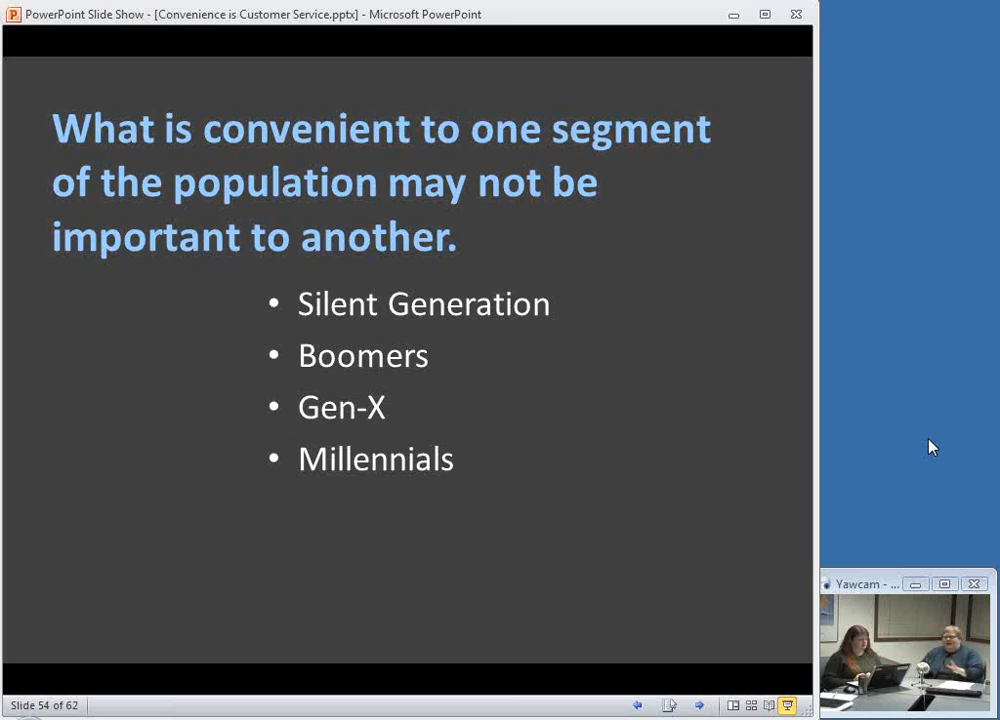 PowerPoint Slide Show - [Convenience is Customer Service.pptx] - Microsoft PowerPoint
What is convenient to one segment
of the population may not be
important to another.
• Silent Generation
• Boomers
• Gen-X
• Millennials
Yawcam - ...
Slide 54 of 62